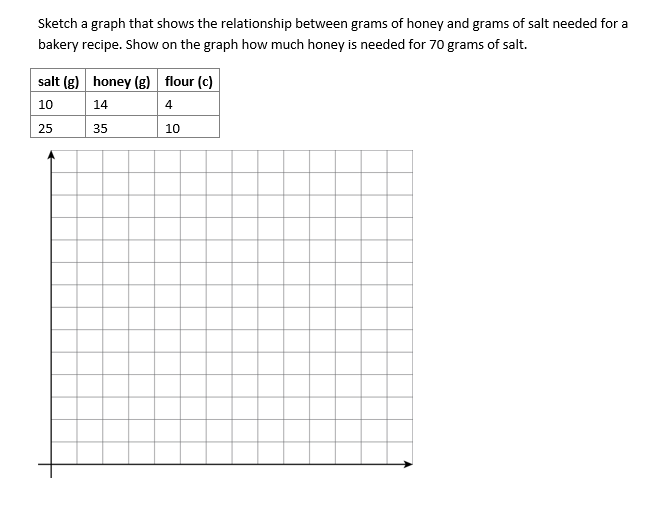 Sketch a graph that shows the relationship between grams of honey and grams of salt needed for a
bakery recipe. Show on the graph how much honey is needed for 70 grams of salt.
salt (g) honey (g) flour (c)
10 14 4
25 35 10